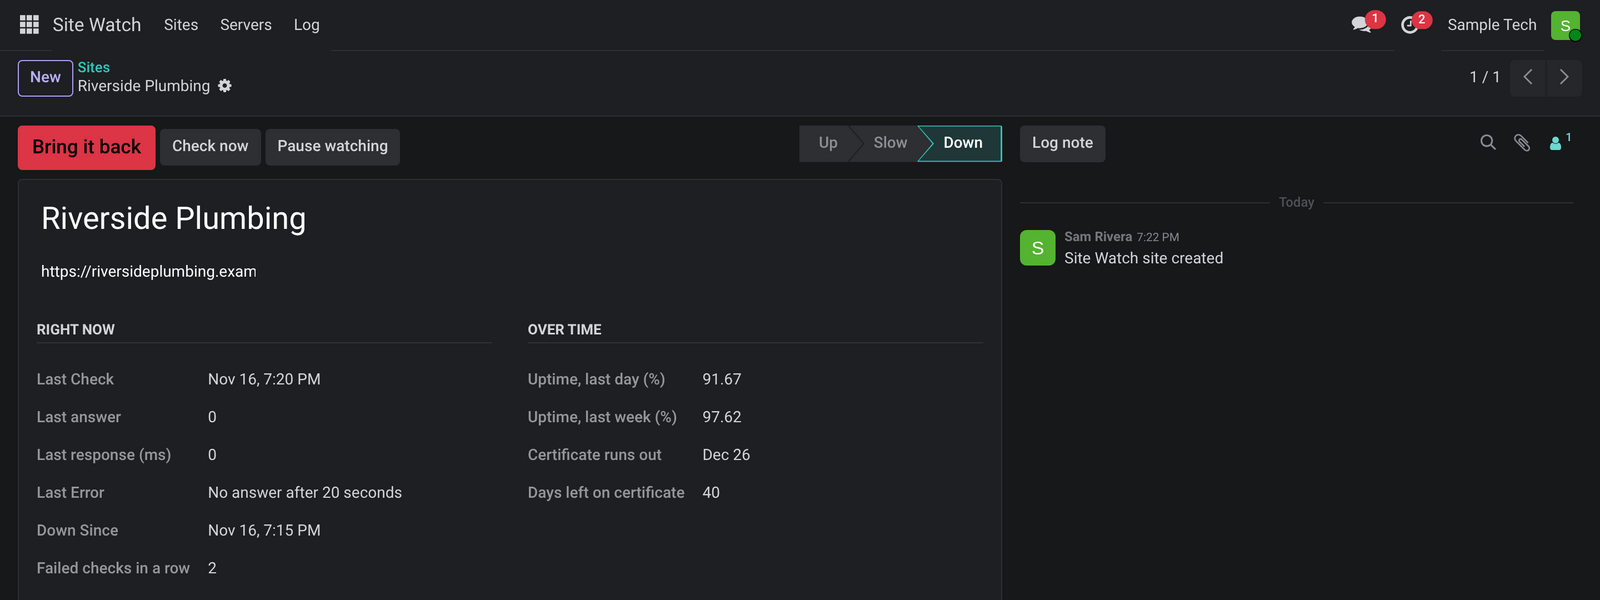 Site Watch Sites Servers Log 1 2 Sample Tech S
New Sites
Riverside Plumbing
1 / 1
Bring it back Check now Pause watching Up Slow Down Log note 1
Riverside Plumbing
https://riversideplumbing.exam
RIGHT NOW
Last Check Nov 16, 7:20 PM
Last answer 0
Last response (ms) 0
Last Error No answer after 20 seconds
Down Since Nov 16, 7:15 PM
Failed checks in a row 2
OVER TIME
Uptime, last day (%) 91.67
Uptime, last week (%) 97.62
Certificate runs out Dec 26
Days left on certificate 40
Today
S Sam Rivera 7:22 PM
Site Watch site created